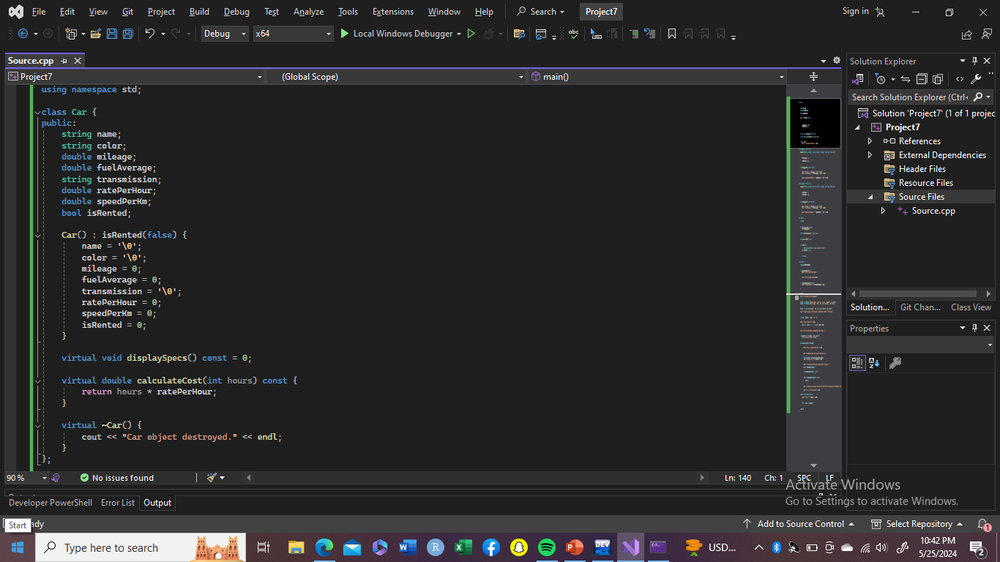 File Edit View Git Project Build Debug Test Analyze Tools Extensions Window Help Search Project7 Sign in
Debug x64 Local Windows Debugger
Source.cpp
Project7 (Global Scope) main()
using namespace std;
class Car {
public:
string name;
string color;
double mileage;
double fuelAverage;
string transmission;
double ratePerHour;
double speedPerKm;
bool isRented;
Car() : isRented(false) {
name = '\0';
color = '\0';
mileage = 0;
fuelAverage = 0;
transmission = '\0';
ratePerHour = 0;
speedPerKm = 0;
isRented = 0;
}
virtual void displaySpecs() const = 0;
virtual double calculateCost(int hours) const {
return hours * ratePerHour;
}
virtual ~Car() {
cout << "Car object destroyed." << endl;
}
};
90 % No issues found Ln: 140 Ch: 1 SPC LF
Developer PowerShell Error List Output
Solution Explorer
Search Solution Explorer (Ctrl+
Solution 'Project7' (1 of 1 projec
Project7
References
External Dependencies
Header Files
Resource Files
Source Files
Source.cpp
Solution... Git Chan... Class View
Properties
Activate Windows
Go to Settings to activate Windows.
Start
Add to Source Control Select Repository 1
Type here to search
DEV
USD...
10:42 PM
5/25/2024
2